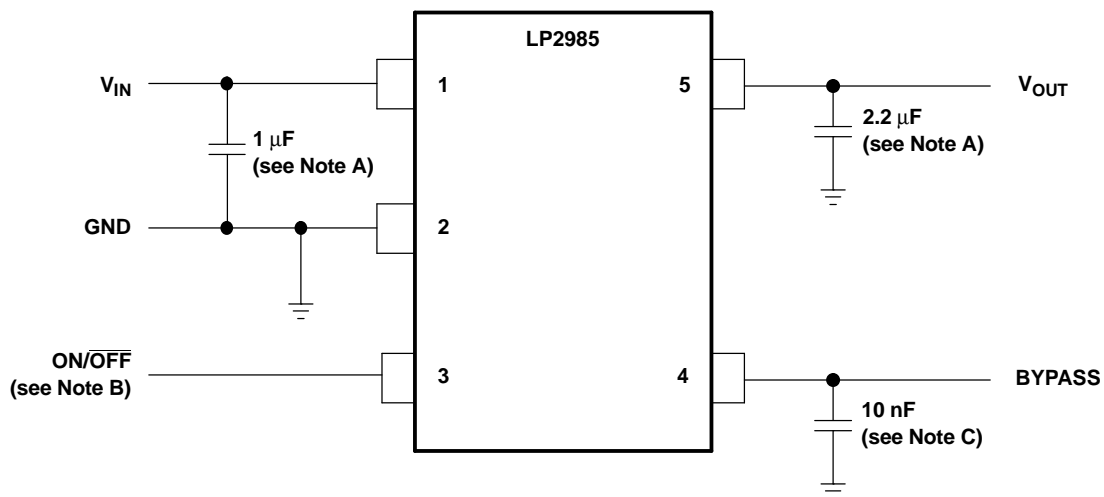 LP2985
V_IN
1
5
V_OUT
1 μF
(see Note A)
2.2 μF
(see Note A)
GND
2
ON/O̅F̅F̅
(see Note B)
3
4
BYPASS
10 nF
(see Note C)